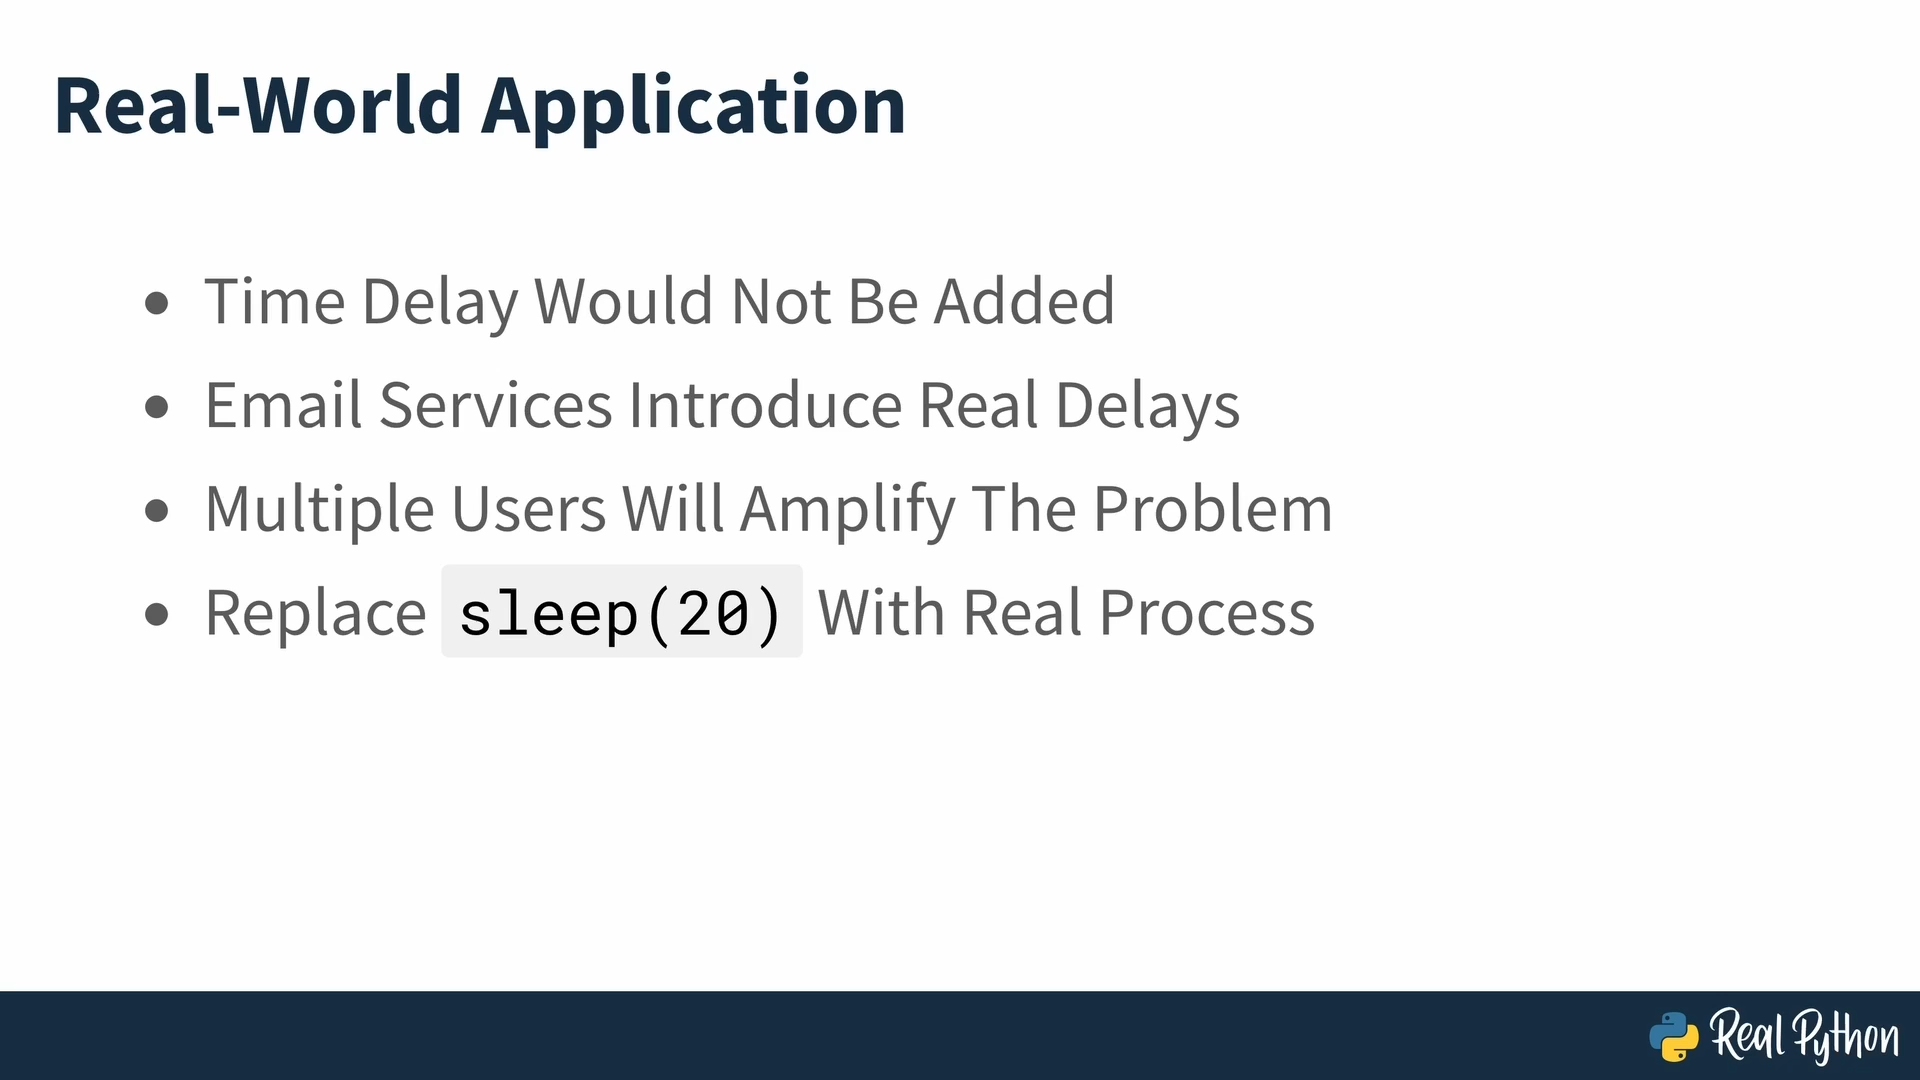 Real-World Application
• Time Delay Would Not Be Added
• Email Services Introduce Real Delays
• Multiple Users Will Amplify The Problem
• Replace sleep(20) With Real Process
Real Python